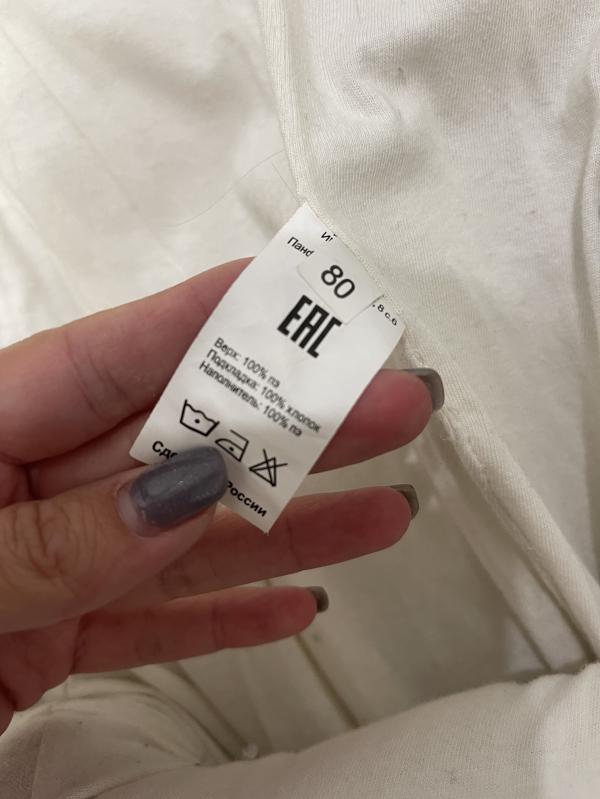 80
EAC
Верх: 100% пэ
Подкладка: 100% хлопок
Наполнитель: 100% пэ
России